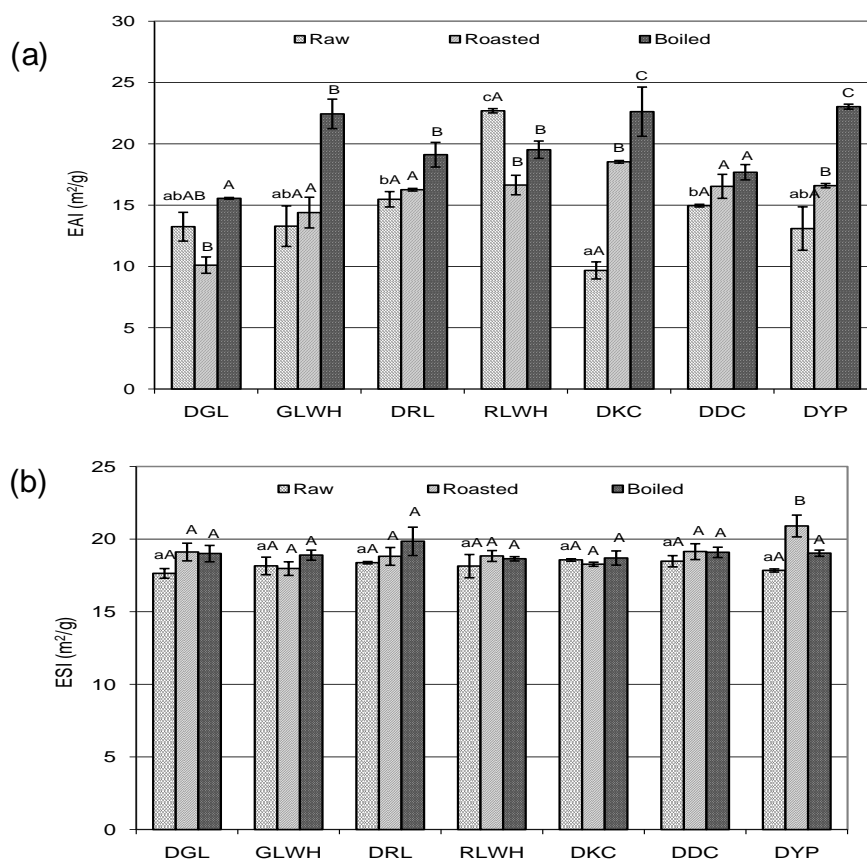 (a)
30
25
20
15
10
5
0
EAI (m²/g)
Raw Roasted Boiled
abAB B A
abA A B
bA A B
cA B B
aA B C
bA A A
abA B C
DGL GLWH DRL RLWH DKC DDC DYP
(b)
25
20
15
10
5
0
ESI (m²/g)
Raw Roasted Boiled
aA A A
aA A A
aA A A
aA A A
aA A A
aA A A
aA B A
DGL GLWH DRL RLWH DKC DDC DYP